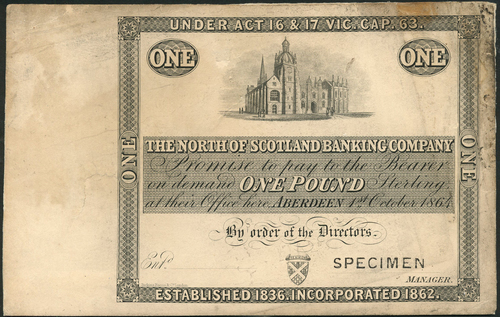 UNDER ACT 16 & 17 VIC. CAP. 63.
ONE ONE
THE NORTH OF SCOTLAND BANKING COMPANY
Promise to pay to the Bearer
on demand ONE POUND Sterling
at their Office here, ABERDEEN 1st October 1864
ONE ONE
By order of the Directors.
Entd.
SPECIMEN
MANAGER.
ESTABLISHED 1836. INCORPORATED 1862.